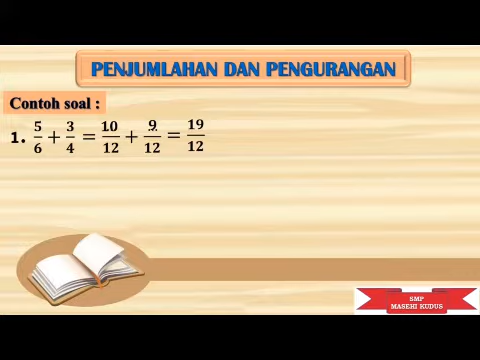 PENJUMLAHAN DAN PENGURANGAN
Contoh soal :
1. 5/6 + 3/4 = 10/12 + 9/12 = 19/12
SMP
MASEHI KUDUS